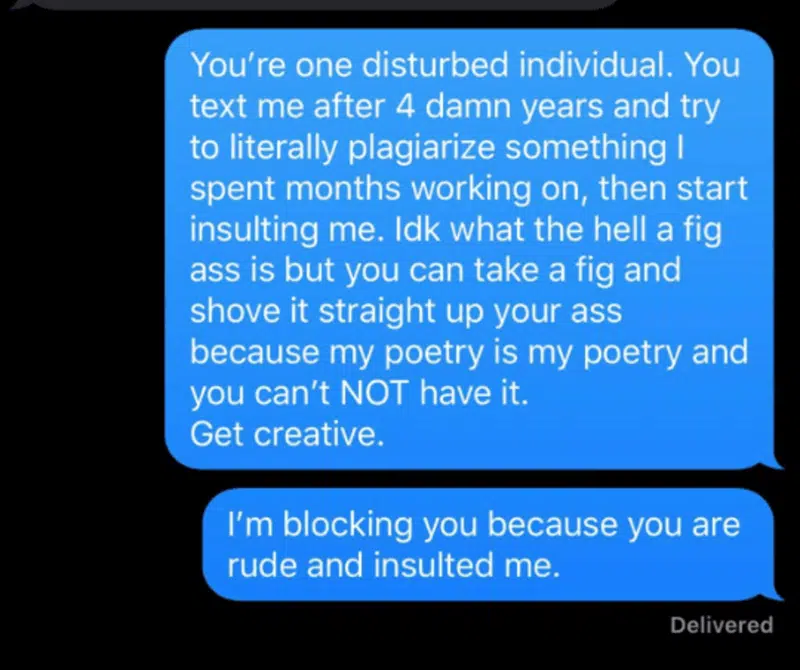 You’re one disturbed individual. You
text me after 4 damn years and try
to literally plagiarize something I
spent months working on, then start
insulting me. Idk what the hell a fig
ass is but you can take a fig and
shove it straight up your ass
because my poetry is my poetry and
you can’t NOT have it.
Get creative.
I’m blocking you because you are
rude and insulted me.
Delivered